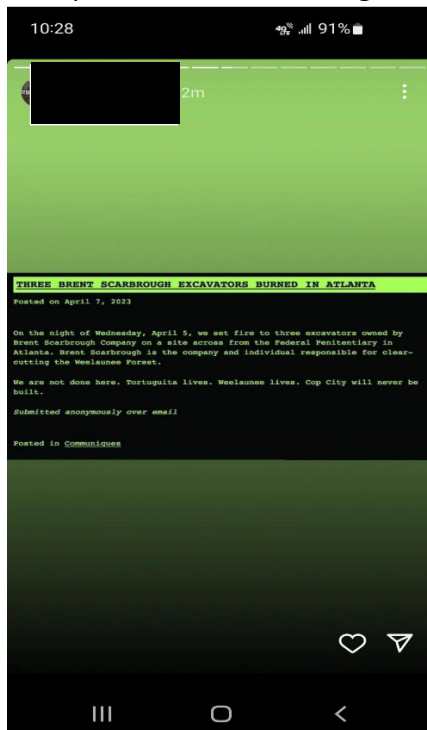 10:28
91%
2m
THREE BRENT SCARBROUGH EXCAVATORS BURNED IN ATLANTA
Posted on April 7, 2023
On the night of Wednesday, April 5, we set fire to three excavators owned by
Brent Scarbrough Company on a site across from the Federal Penitentiary in
Atlanta. Brent Scarbrough is the company and individual responsible for clear-
cutting the Weelaunee Forest.
We are not done here. Tortuguita lives. Weelaunee lives. Cop City will never be
built.
Submitted anonymously over email
Posted in Communiques